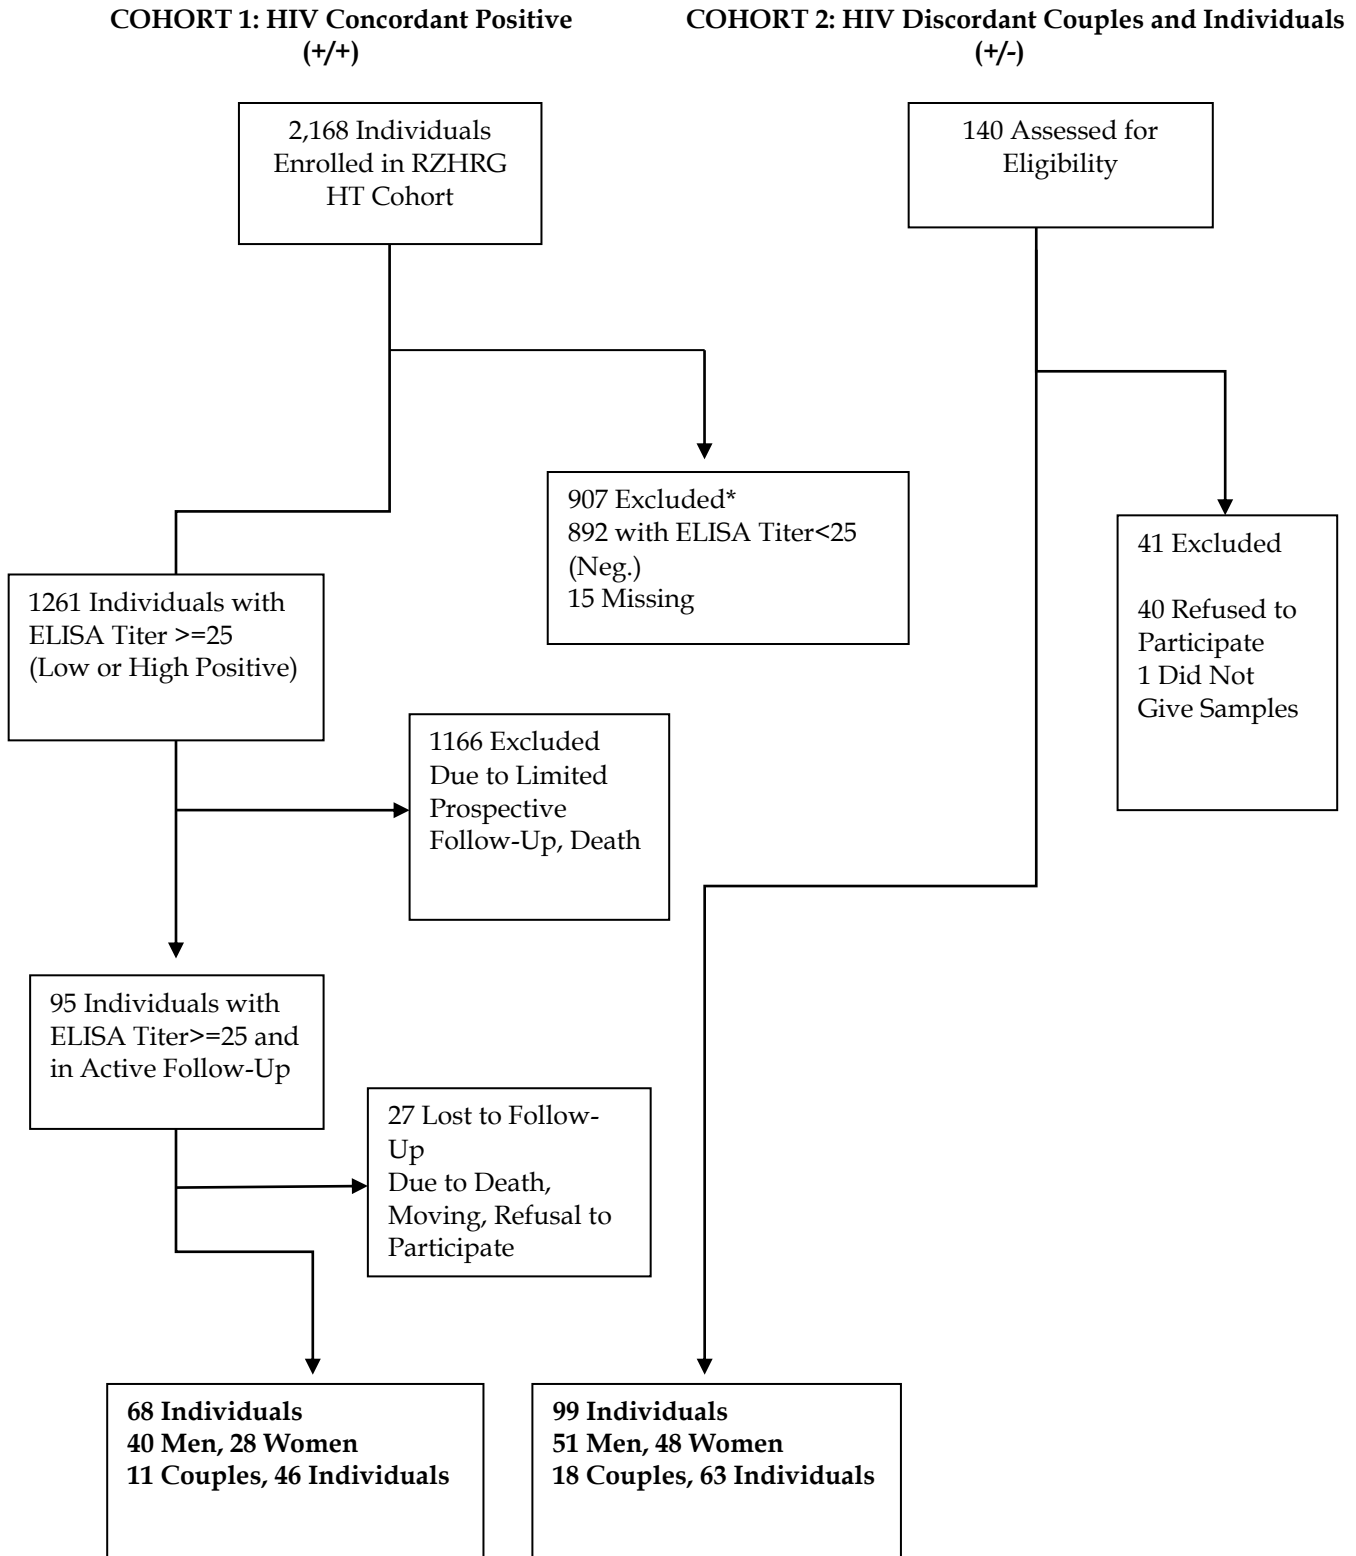 COHORT 1: HIV Concordant Positive
(+/+)
COHORT 2: HIV Discordant Couples and Individuals
(+/-)
2,168 Individuals
Enrolled in RZHRG
HT Cohort
140 Assessed for
Eligibility
907 Excluded*
892 with ELISA Titer<25
(Neg.)
15 Missing
41 Excluded
40 Refused to
Participate
1 Did Not
Give Samples
1261 Individuals with
ELISA Titer >=25
(Low or High Positive)
1166 Excluded
Due to Limited
Prospective
Follow-Up, Death
95 Individuals with
ELISA Titer>=25 and
in Active Follow-Up
27 Lost to Follow-
Up
Due to Death,
Moving, Refusal to
Participate
68 Individuals
40 Men, 28 Women
11 Couples, 46 Individuals
99 Individuals
51 Men, 48 Women
18 Couples, 63 Individuals